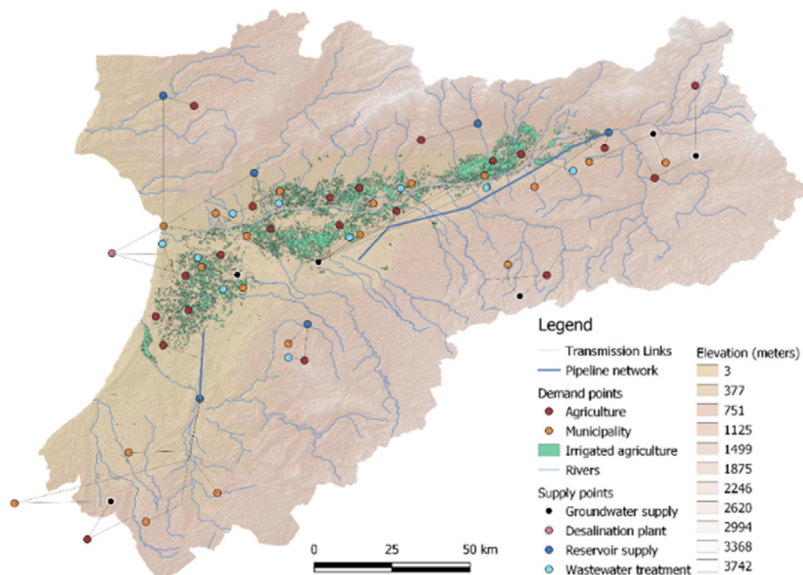 Legend
Transmission Links
Pipeline network
Demand points
Agriculture
Municipality
Irrigated agriculture
Rivers
Supply points
Groundwater supply
Desalination plant
Reservoir supply
Wastewater treatment
Elevation (meters)
3
377
751
1125
1499
1875
2246
2620
2994
3368
3742
0 25 50 km